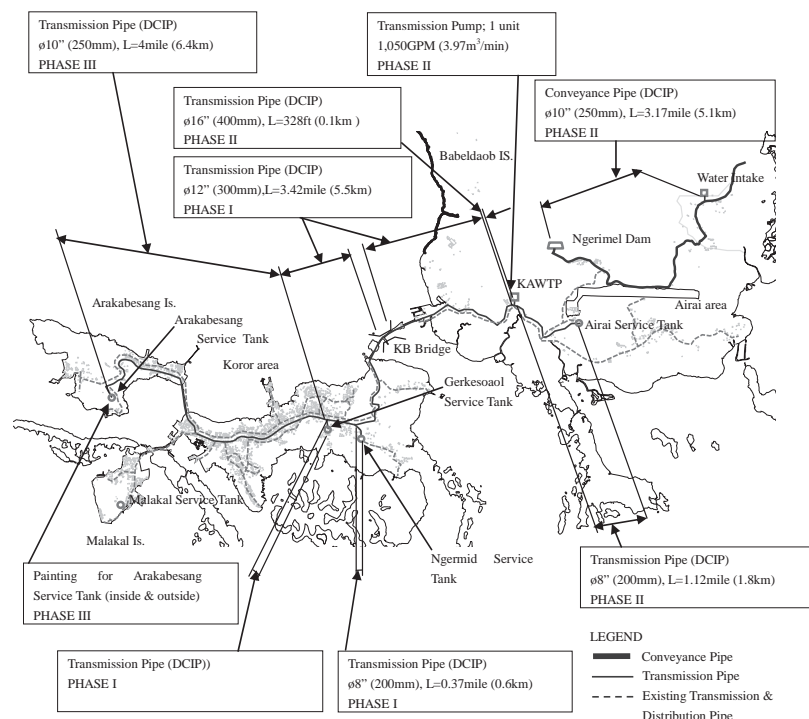 Transmission Pipe (DCIP)
ø10” (250mm), L=4mile (6.4km)
PHASE III
Transmission Pump; 1 unit
1,050GPM (3.97m³/min)
PHASE II
Transmission Pipe (DCIP)
ø16” (400mm), L=328ft (0.1km )
PHASE II
Conveyance Pipe (DCIP)
ø10” (250mm), L=3.17mile (5.1km)
PHASE II
Transmission Pipe (DCIP)
ø12” (300mm),L=3.42mile (5.5km)
PHASE I
Babeldaob IS.
Water Intake
Ngerimel Dam
KAWTP
Arakabesang Is.
Arakabesang
Service Tank
Airai area
Airai Service Tank
KB Bridge
Koror area
Gerkesoaol
Service Tank
Malakal Service Tank
Malakal Is.
Ngermid Service
Tank
Painting for Arakabesang
Service Tank (inside & outside)
PHASE III
Transmission Pipe (DCIP)
ø8” (200mm), L=1.12mile (1.8km)
PHASE II
Transmission Pipe (DCIP))
PHASE I
Transmission Pipe (DCIP)
ø8” (200mm), L=0.37mile (0.6km)
PHASE I
LEGEND
Conveyance Pipe
Transmission Pipe
Existing Transmission &
Distribution Pipe